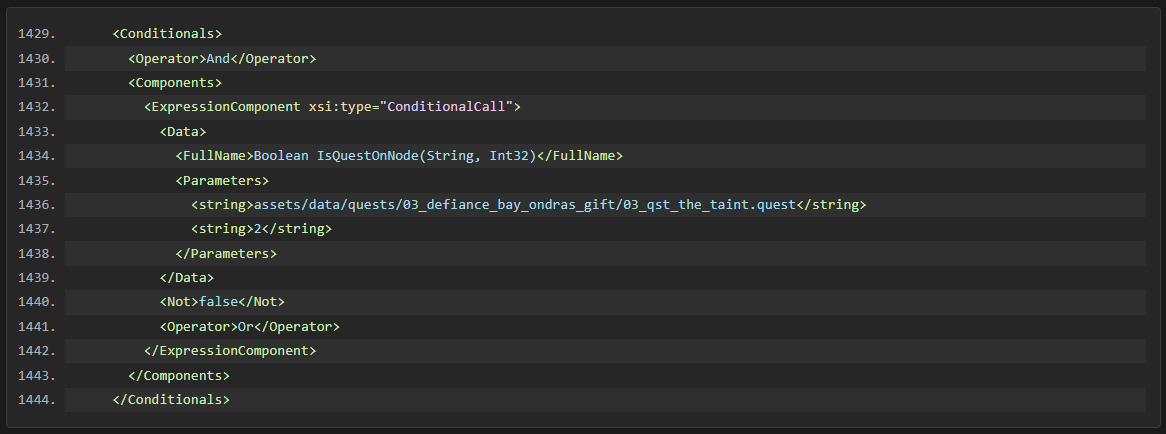 1429. <Conditionals>
1430. <Operator>And</Operator>
1431. <Components>
1432. <ExpressionComponent xsi:type="ConditionalCall">
1433. <Data>
1434. <FullName>Boolean IsQuestOnNode(String, Int32)</FullName>
1435. <Parameters>
1436. <string>assets/data/quests/03_defiance_bay_ondras_gift/03_qst_the_taint.quest</string>
1437. <string>2</string>
1438. </Parameters>
1439. </Data>
1440. <Not>false</Not>
1441. <Operator>Or</Operator>
1442. </ExpressionComponent>
1443. </Components>
1444. </Conditionals>